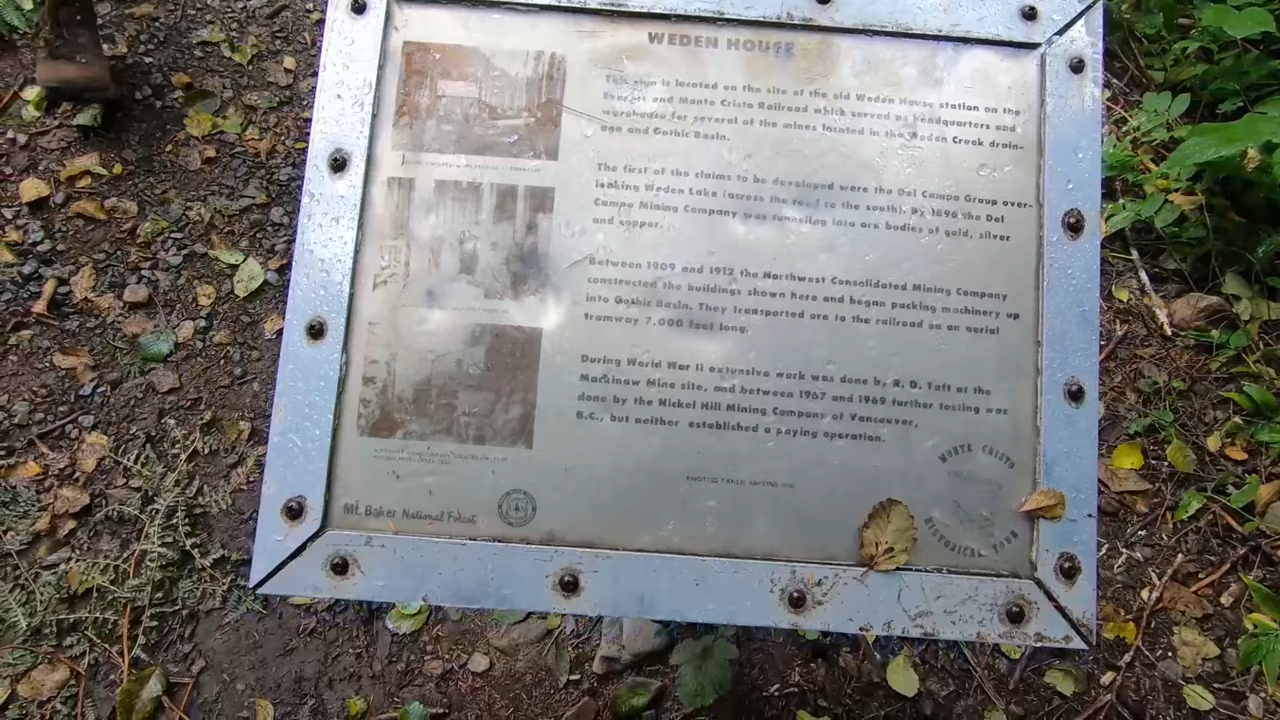 WEDEN HOUSE
This sign is located on the site of the old Weden House station on the
Everett and Monte Cristo Railroad which served as headquarters and
warehouse for several of the mines located in the Weden Creek drain-
age and Gothic Basin.
The first of the claims to be developed were the Del Campo Group over-
looking Weden Lake (across the road to the south). By 1896 the Del
Campo Mining Company was tunneling into ore bodies of gold, silver
and copper.
Between 1909 and 1912 the Northwest Consolidated Mining Company
constructed the buildings shown here and began packing machinery up
into Gothic Basin. They transported ore to the railroad on an aerial
tramway 7,000 feet long.
During World War II extensive work was done by R. D. Taft at the
Mackinaw Mine site, and between 1967 and 1969 further testing was
done by the Nickel Hill Mining Company of Vancouver,
B.C., but neither established a paying operation.
PHOTOS TAKEN AROUND
MONTE CRISTO
HISTORICAL TOUR
Mt. Baker National Forest